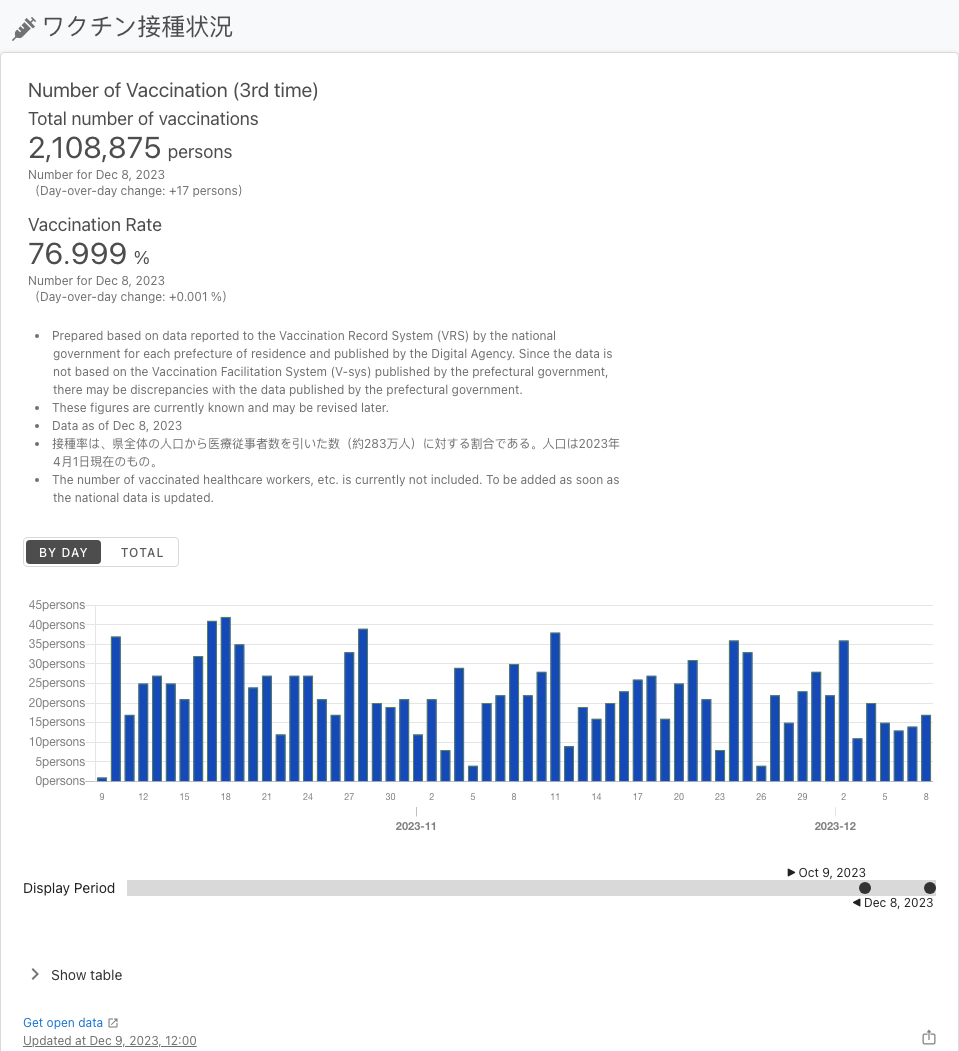 ワクチン接種状況
Number of Vaccination (3rd time)
Total number of vaccinations
2,108,875 persons
Number for Dec 8, 2023
（Day-over-day change: +17 persons）
Vaccination Rate
76.999 %
Number for Dec 8, 2023
（Day-over-day change: +0.001 %）
• Prepared based on data reported to the Vaccination Record System (VRS) by the national
government for each prefecture of residence and published by the Digital Agency. Since the data is
not based on the Vaccination Facilitation System (V-sys) published by the prefectural government,
there may be discrepancies with the data published by the prefectural government.
• These figures are currently known and may be revised later.
• Data as of Dec 8, 2023
• 接種率は、県全体の人口から医療従事者数を引いた数（約283万人）に対する割合である。人口は2023年
4月1日現在のもの。
• The number of vaccinated healthcare workers, etc. is currently not included. To be added as soon as
the national data is updated.
BY DAY TOTAL
45persons
40persons
35persons
30persons
25persons
20persons
15persons
10persons
5persons
0persons
9 12 15 18 21 24 27 30 2 5 8 11 14 17 20 23 26 29 2 5 8
2023-11 2023-12
▶ Oct 9, 2023
Display Period
◀ Dec 8, 2023
Show table
Get open data
Updated at Dec 9, 2023, 12:00